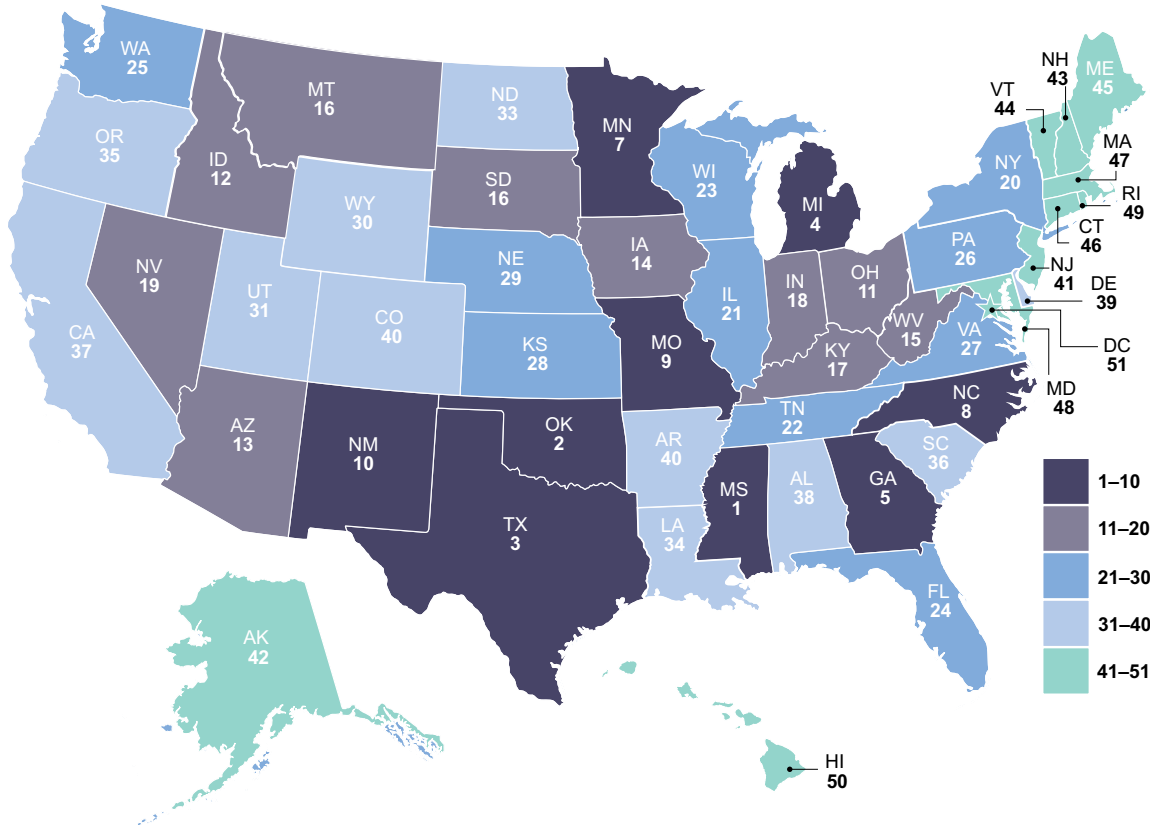 WA
25
MT
16
ND
33
MN
7
OR
35
ID
12
SD
16
WI
23
MI
4
NY
20
VT
44
NH
43
ME
45
MA
47
RI
49
CT
46
WY
30
NE
29
IA
14
PA
26
NJ
41
DE
39
DC
51
MD
48
NV
19
UT
31
CO
40
KS
28
IL
21
IN
18
OH
11
WV
15
VA
27
CA
37
MO
9
KY
17
AZ
13
NM
10
OK
2
AR
40
TN
22
NC
8
SC
36
TX
3
LA
34
MS
1
AL
38
GA
5
FL
24
AK
42
HI
50
1–10
11–20
21–30
31–40
41–51